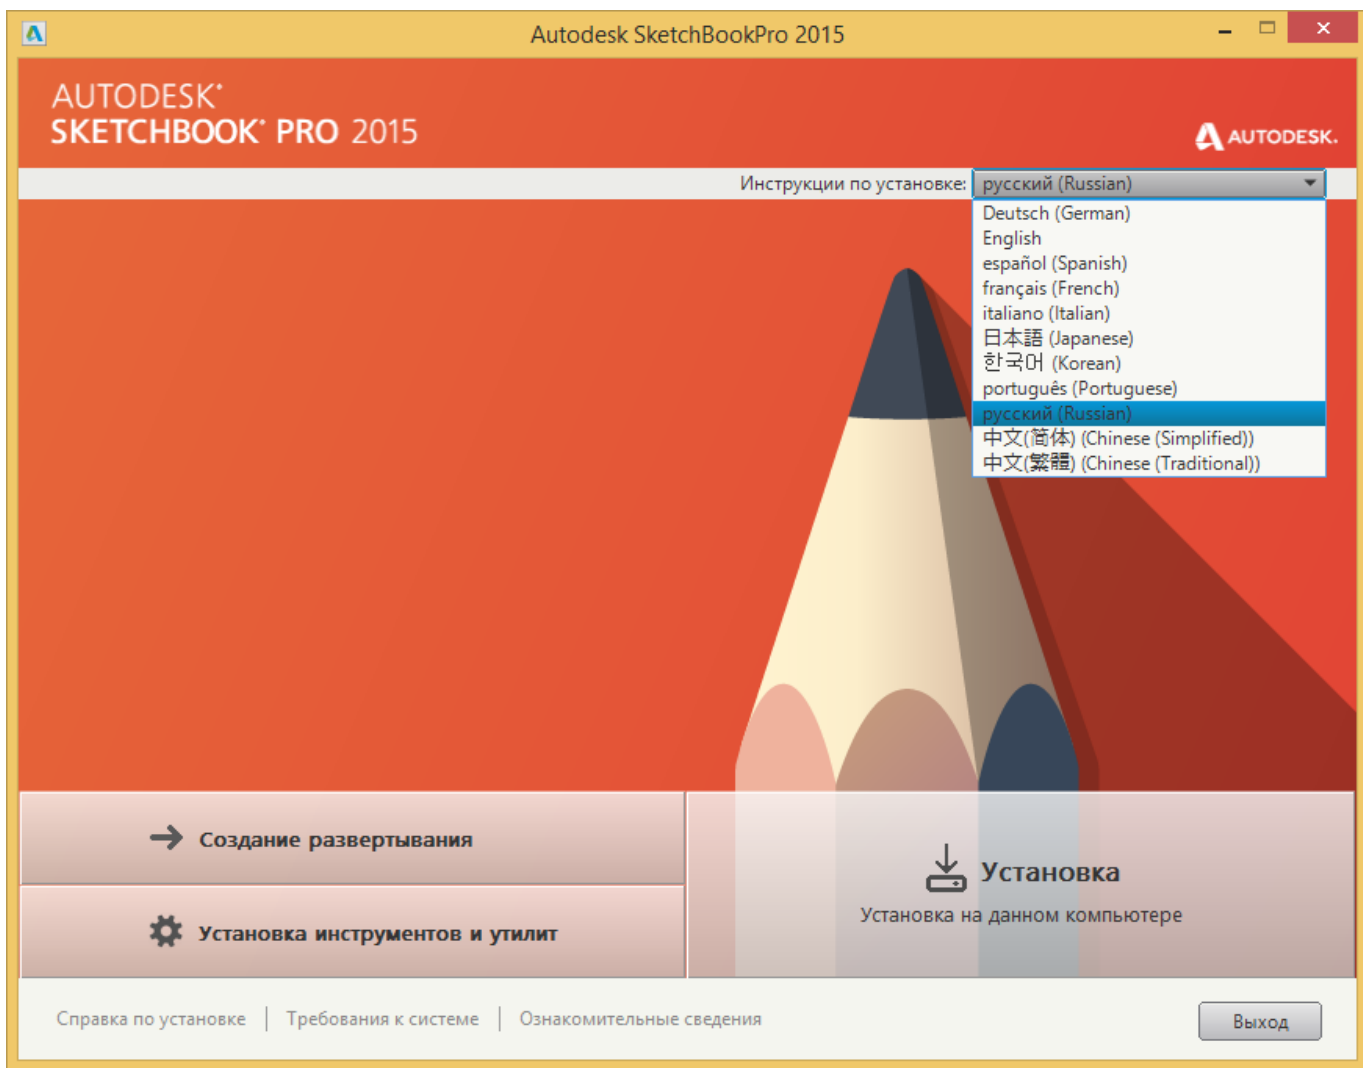 Autodesk SketchBookPro 2015
AUTODESK®
SKETCHBOOK® PRO 2015
AUTODESK.
Инструкции по установке: русский (Russian)
Deutsch (German)
English
español (Spanish)
français (French)
italiano (Italian)
日本語 (Japanese)
한국어 (Korean)
português (Portuguese)
русский (Russian)
中文(简体) (Chinese (Simplified))
中文(繁體) (Chinese (Traditional))
Создание развертывания
Установка инструментов и утилит
Установка
Установка на данном компьютере
Справка по установке | Требования к системе | Ознакомительные сведения
Выход